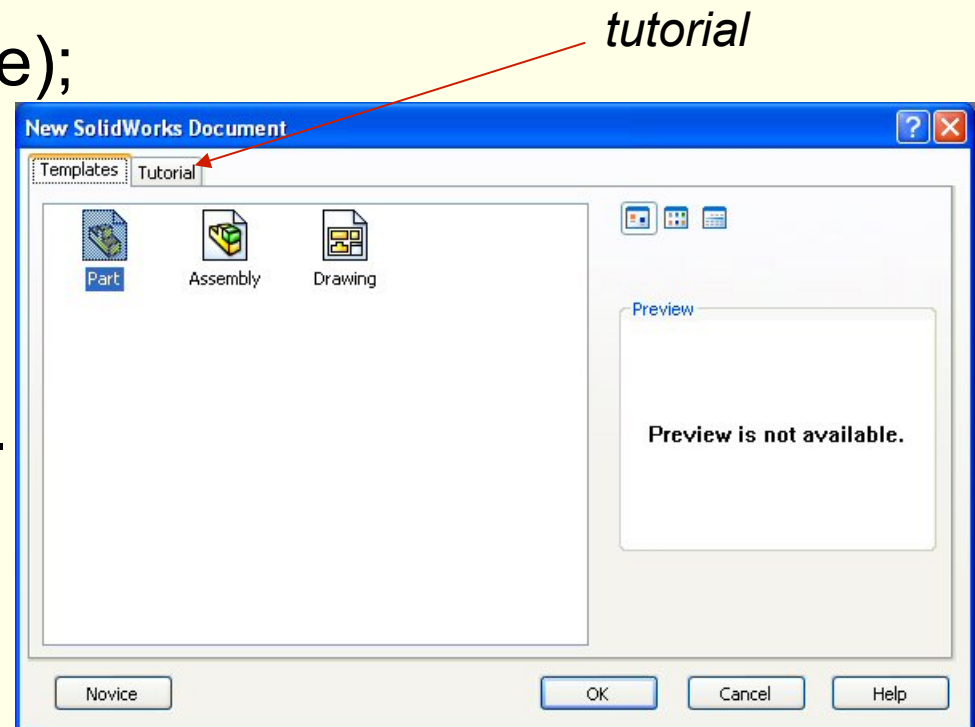 tutorial
e);
New SolidWorks Document
Templates Tutorial
Part Assembly Drawing
Preview
Preview is not available.
.
Novice OK Cancel Help